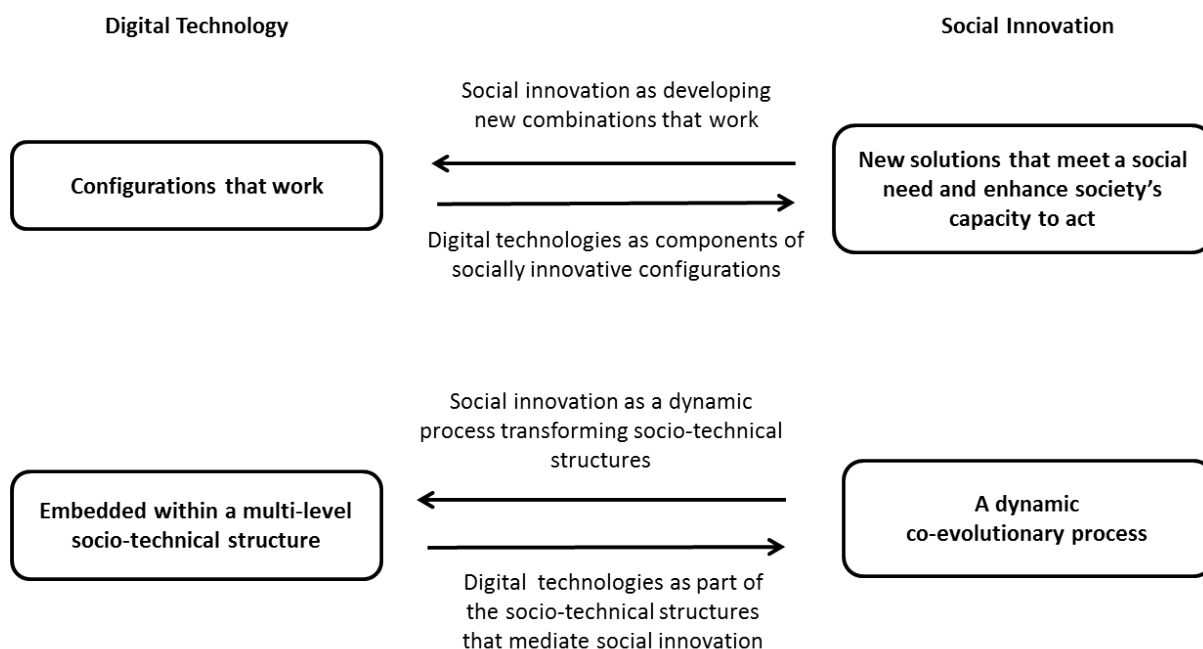 Digital Technology
Social Innovation
Social innovation as developing
new combinations that work
Configurations that work
New solutions that meet a social
need and enhance society’s
capacity to act
Digital technologies as components of
socially innovative configurations
Social innovation as a dynamic
process transforming socio-technical
structures
Embedded within a multi-level
socio-technical structure
A dynamic
co-evolutionary process
Digital technologies as part of
the socio-technical structures
that mediate social innovation